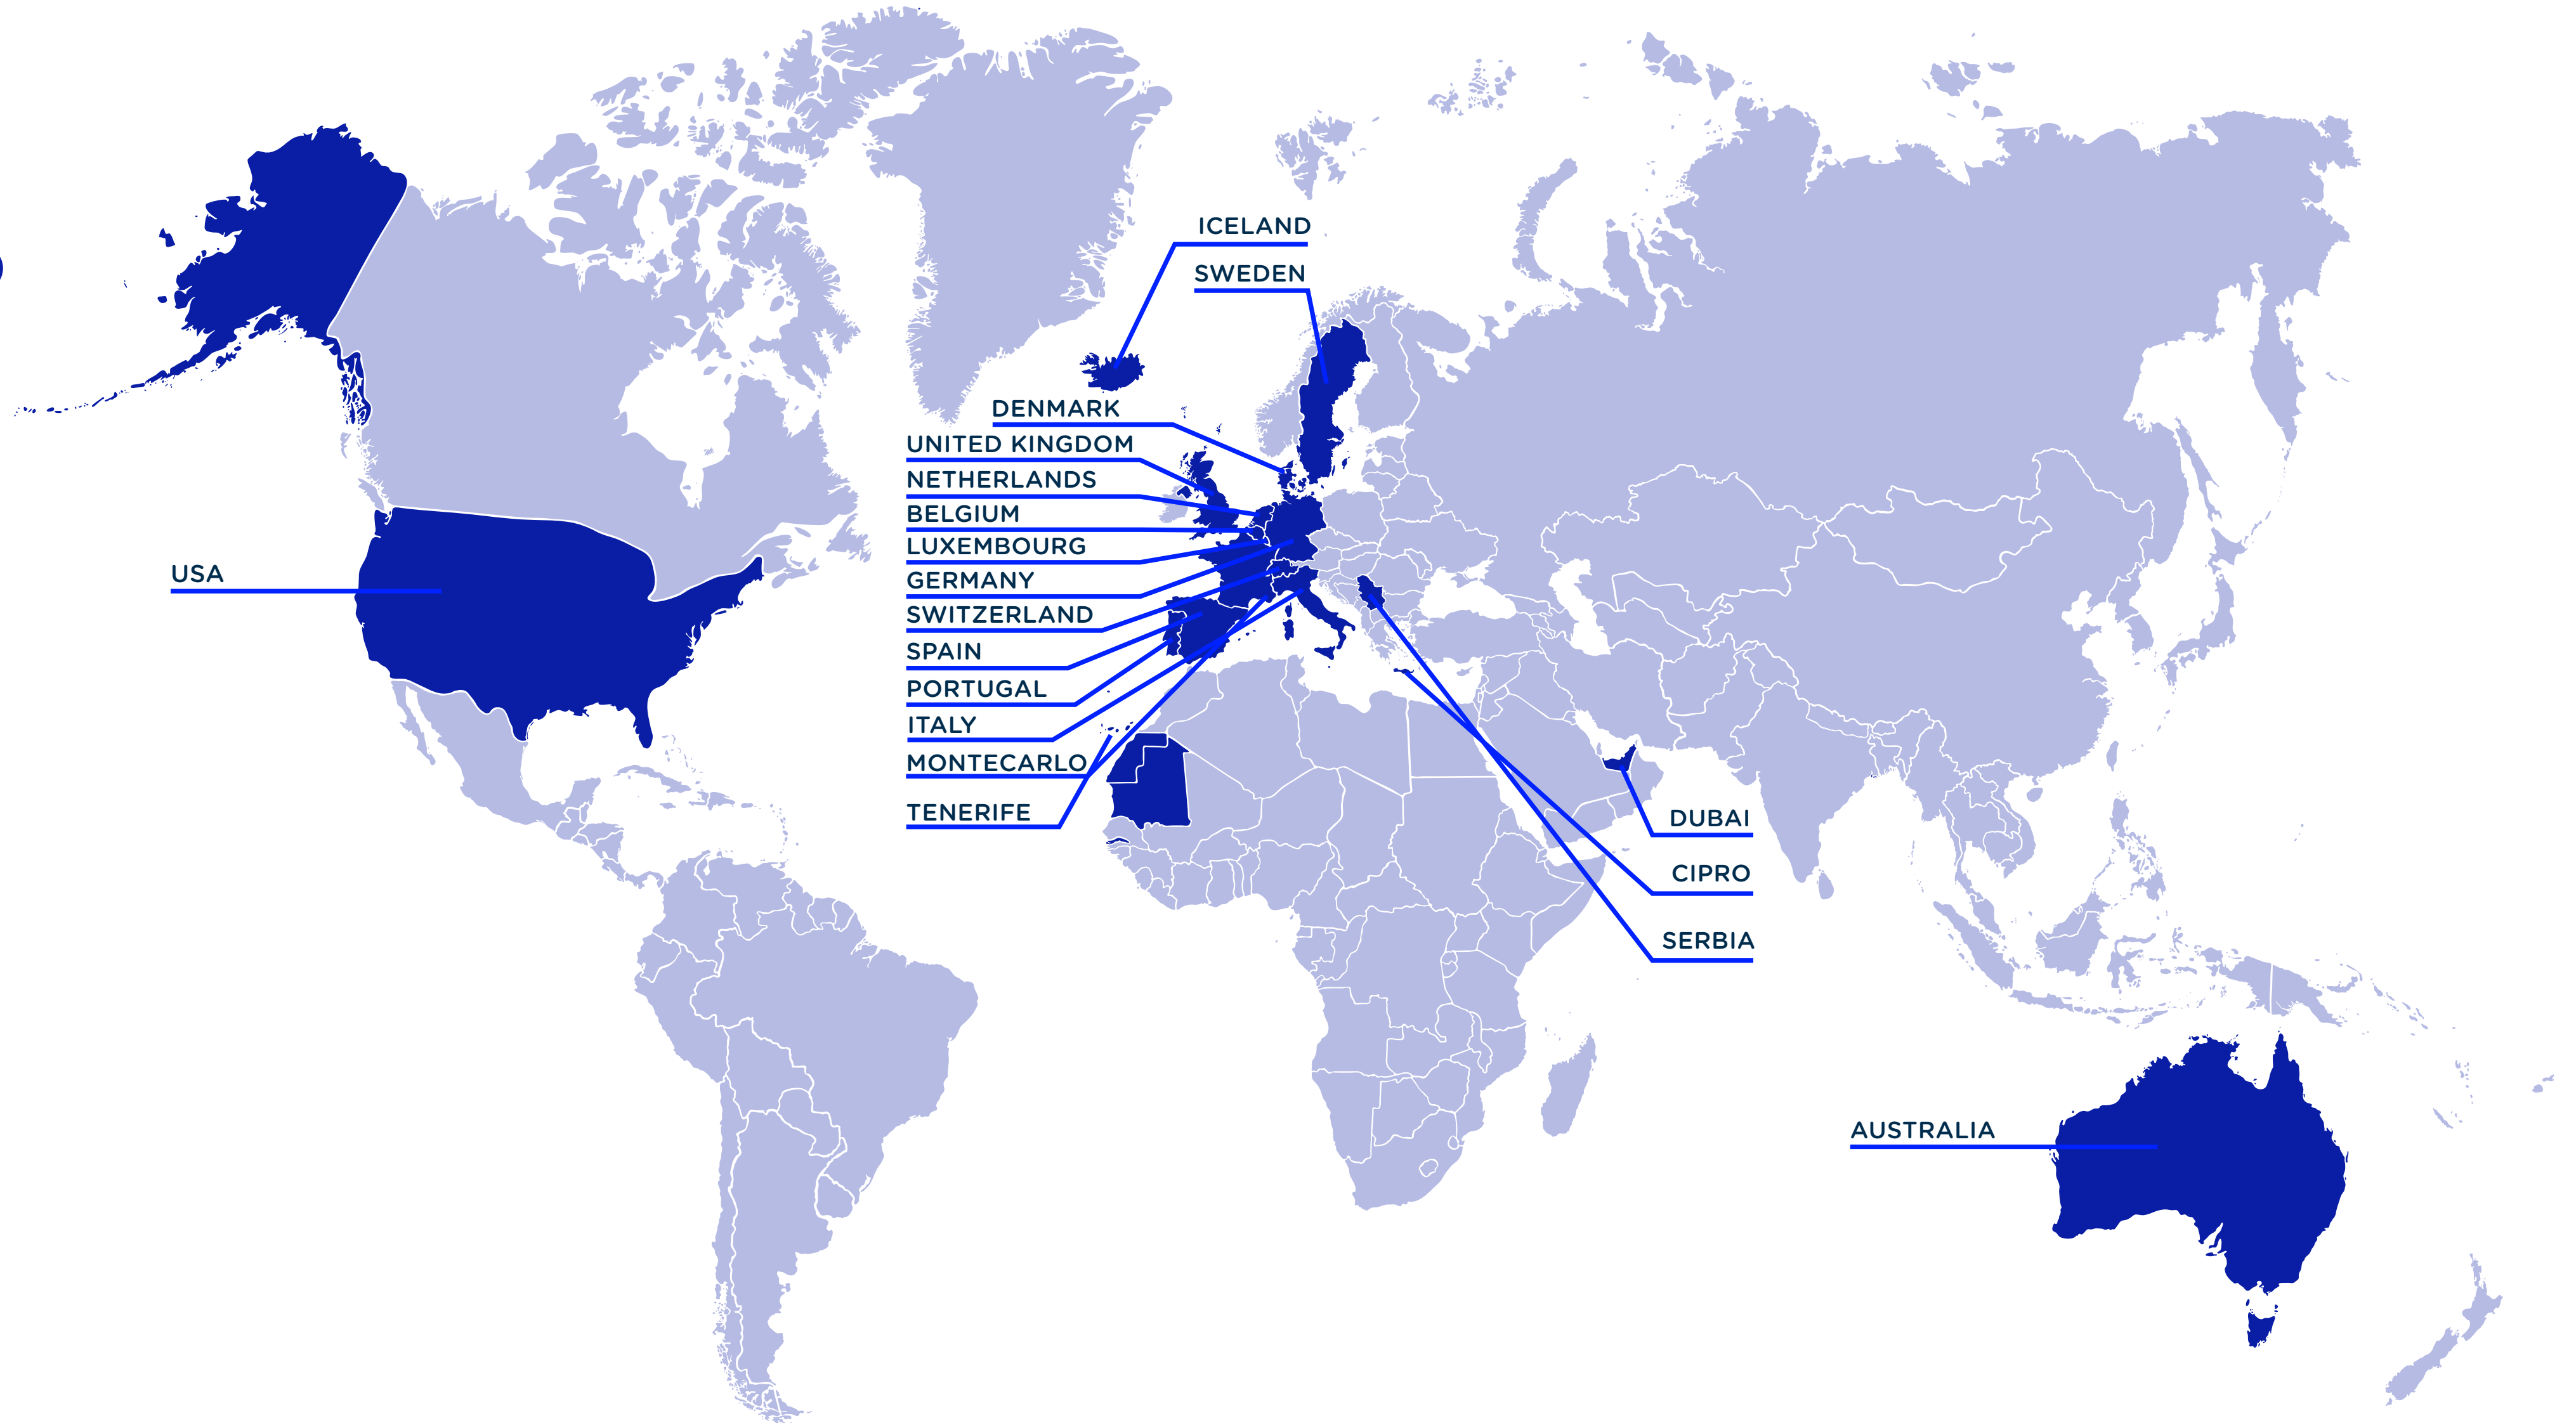 ICELAND
SWEDEN
DENMARK
UNITED KINGDOM
NETHERLANDS
BELGIUM
LUXEMBOURG
GERMANY
SWITZERLAND
SPAIN
PORTUGAL
ITALY
MONTECARLO
TENERIFE
USA
DUBAI
CIPRO
SERBIA
AUSTRALIA